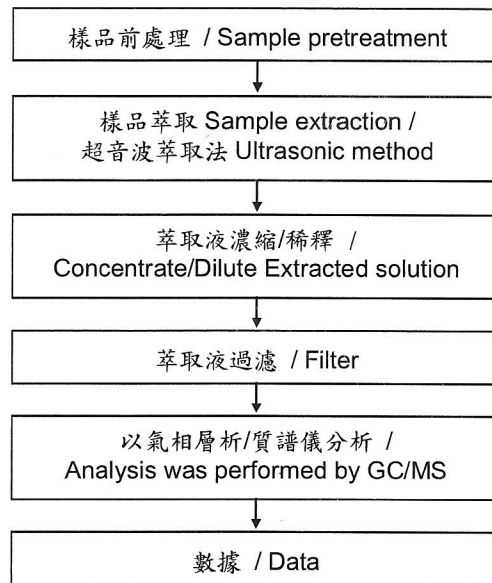 樣品前處理 / Sample pretreatment
樣品萃取 Sample extraction /
超音波萃取法 Ultrasonic method
萃取液濃縮/稀釋 /
Concentrate/Dilute Extracted solution
萃取液過濾 / Filter
以氣相層析/質譜儀分析 /
Analysis was performed by GC/MS
數據 / Data